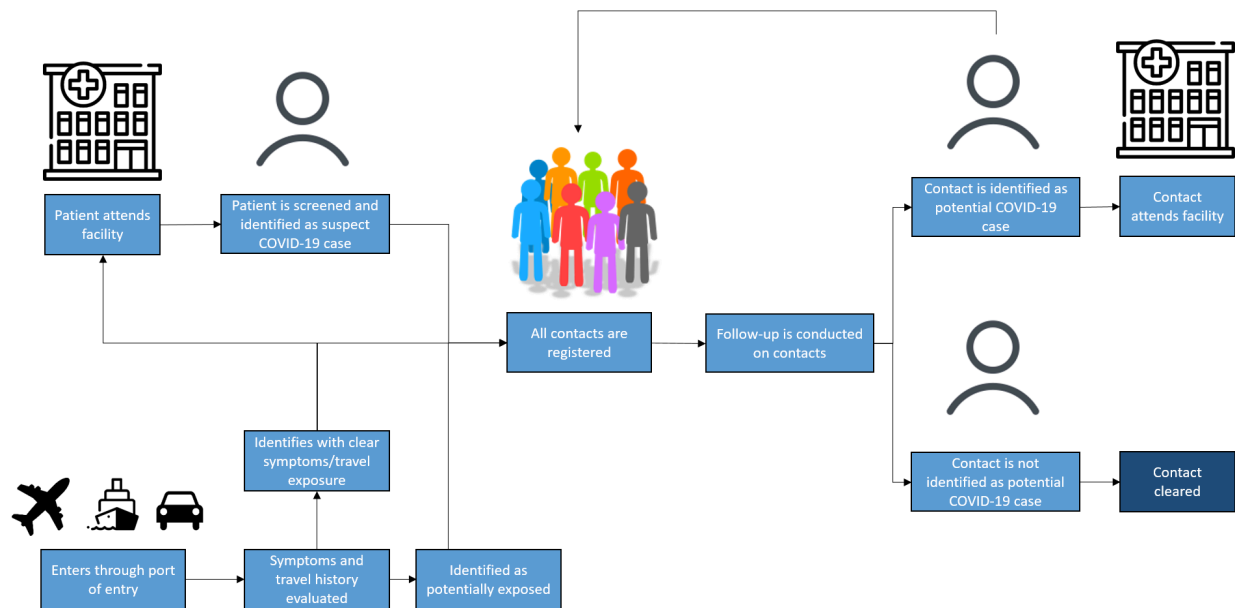 Patient attends
facility
Patient is screened and
identified as suspect
COVID-19 case
Contact is identified as
potential COVID-19
case
Contact
attends facility
All contacts are
registered
Follow-up is conducted
on contacts
Identifies with clear
symptoms/travel
exposure
Contact is not
identified as potential
COVID-19 case
Contact
cleared
Enters through port
of entry
Symptoms and
travel history
evaluated
Identified as
potentially exposed